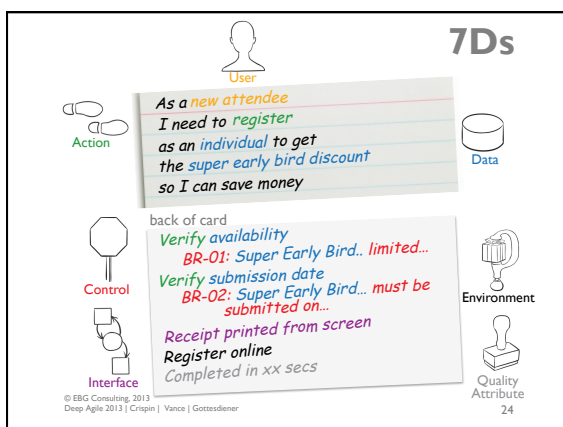 7Ds
User
As a new attendee
I need to register
as an individual to get
the super early bird discount
so I can save money
Action
Data
back of card
Verify availability
BR-01: Super Early Bird.. limited...
Verify submission date
BR-02: Super Early Bird... must be
submitted on...
Receipt printed from screen
Register online
Completed in xx secs
Control
Environment
Interface
Quality
Attribute
© EBG Consulting, 2013
Deep Agile 2013 | Crispin | Vance | Gottesdiener
24